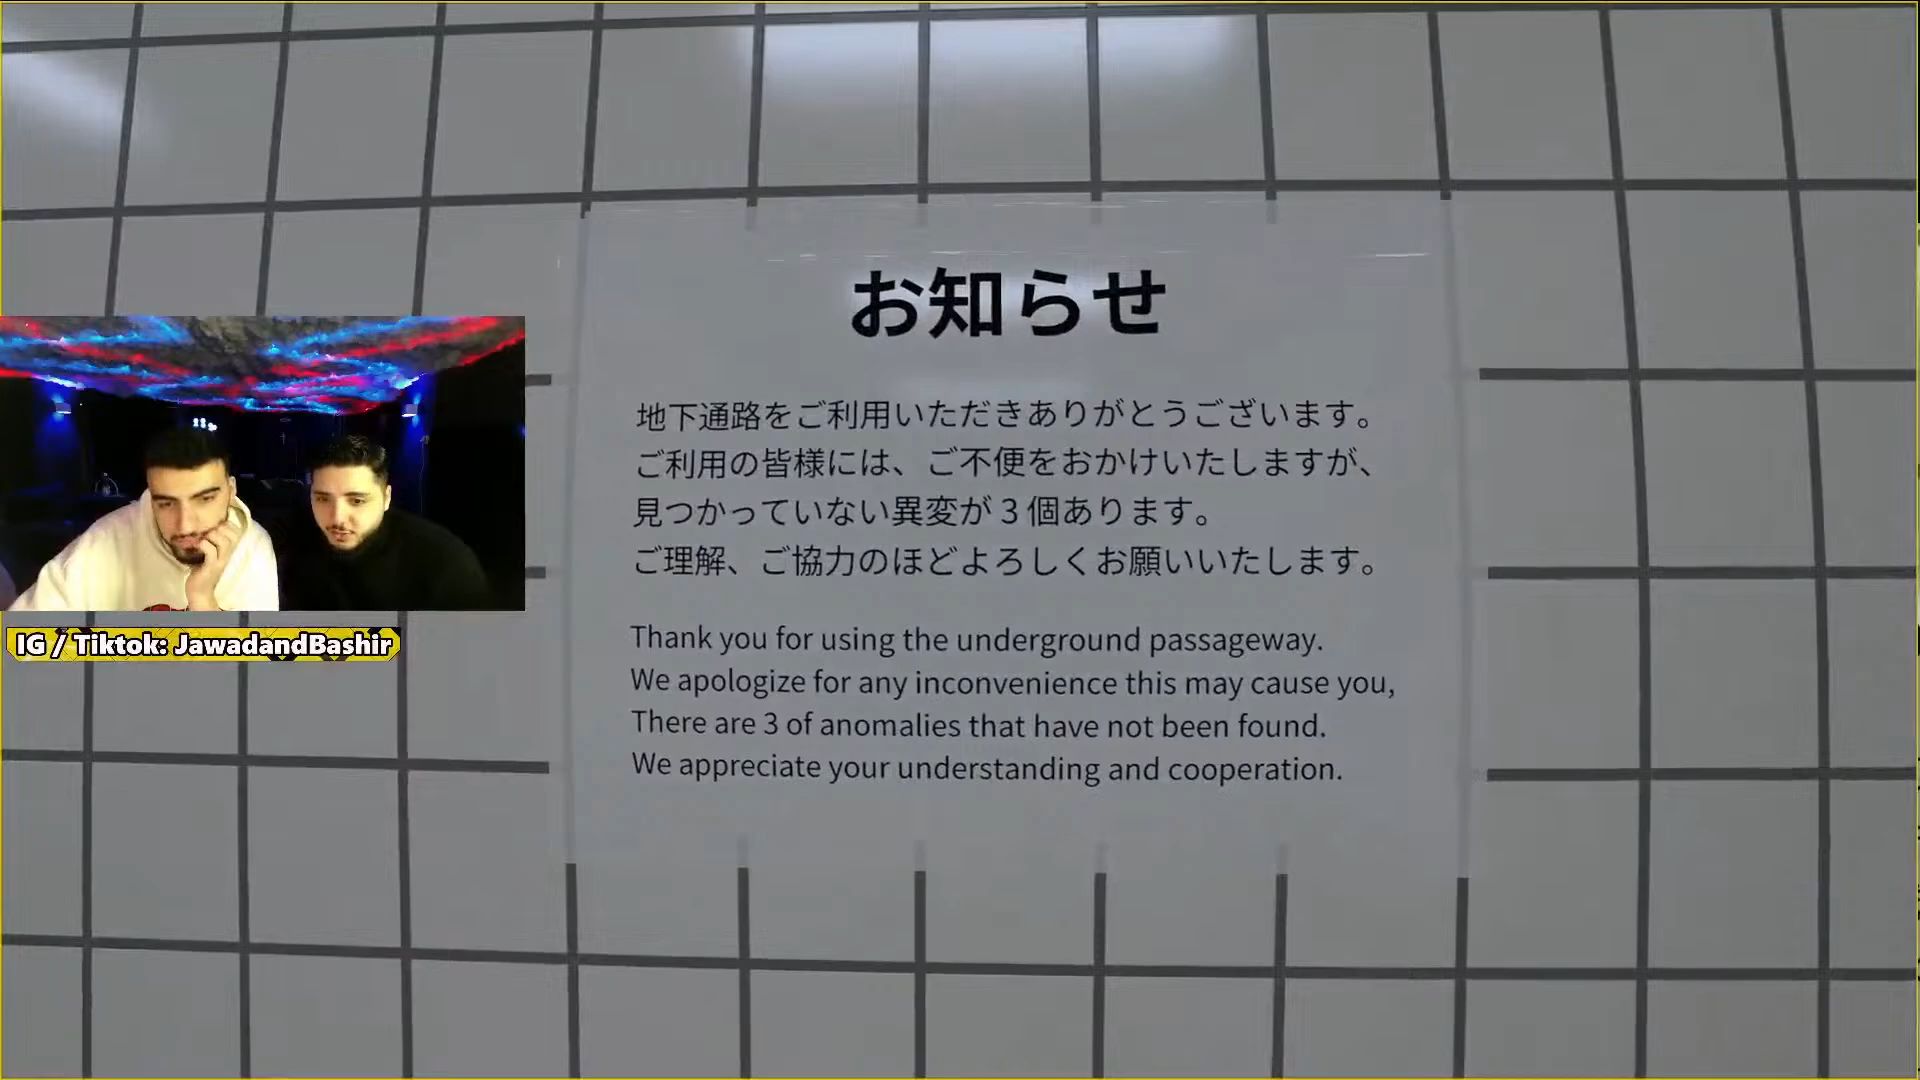 お知らせ
地下通路をご利用いただきありがとうございます。
ご利用の皆様には、ご不便をおかけいたしますが、
見つかっていない異変が3個あります。
ご理解、ご協力のほどよろしくお願いいたします。
Thank you for using the underground passageway.
We apologize for any inconvenience this may cause you,
There are 3 of anomalies that have not been found.
We appreciate your understanding and cooperation.
IG / Tiktok: JawadandBashir